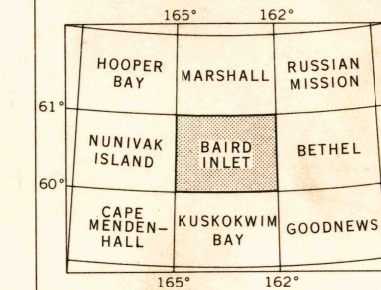 165° 162°
HOOPER BAY MARSHALL RUSSIAN MISSION
61°
NUNIVAK ISLAND BAIRD INLET BETHEL
60°
CAPE MENDEN-HALL KUSKOKWIM BAY GOODNEWS
165° 162°